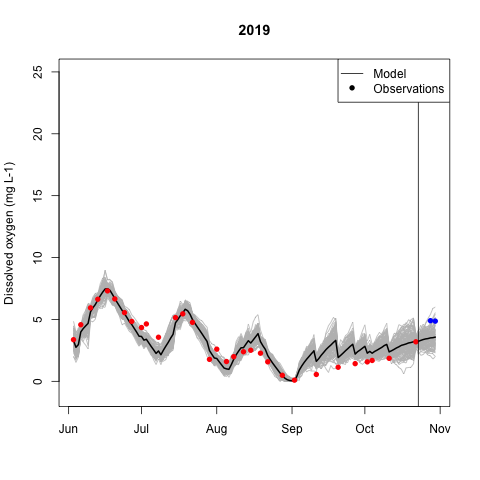 2019
Model
Observations
Dissolved oxygen (mg L-1)
25
20
15
10
5
0
Jun Jul Aug Sep Oct Nov